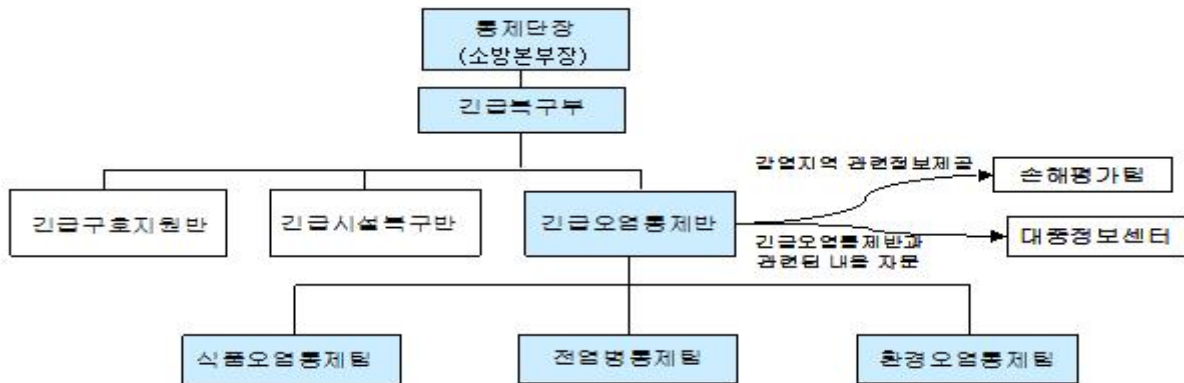 통제단장
(소방본부장)
긴급복구부
감염지역 관련정보제공
손해평가팀
긴급구호지원반
긴급시설복구반
긴급오염통제반
대중정보센터
긴급오염통제반과
관련된 내용 자문
식품오염통제팀
전염병통제팀
환경오염통제팀